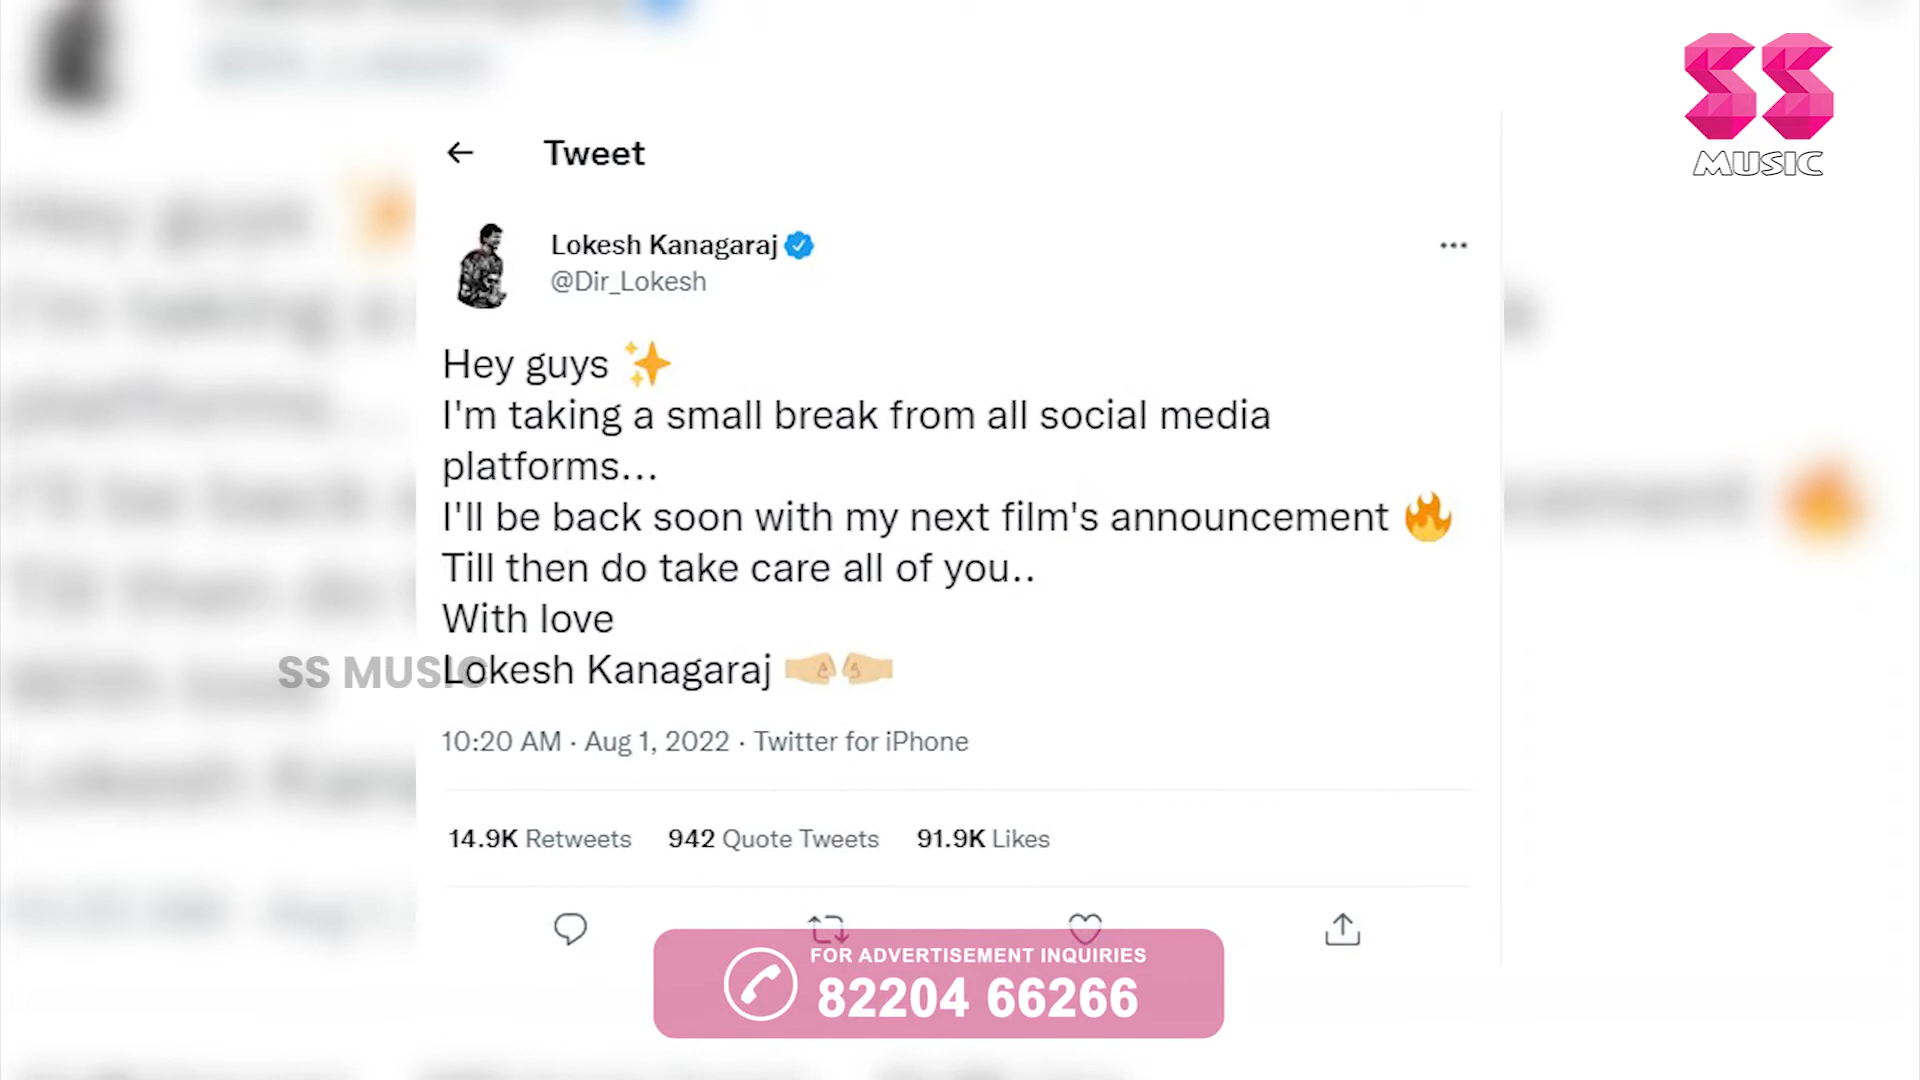 SS
MUSIC
Tweet
Lokesh Kanagaraj
@Dir_Lokesh
Hey guys ✨
I'm taking a small break from all social media
platforms...
I'll be back soon with my next film's announcement 🔥
Till then do take care all of you..
With love
Lokesh Kanagaraj 🤜🏼🤛🏼
SS MUSIC
10:20 AM · Aug 1, 2022 · Twitter for iPhone
14.9K Retweets 942 Quote Tweets 91.9K Likes
FOR ADVERTISEMENT INQUIRIES
82204 66266